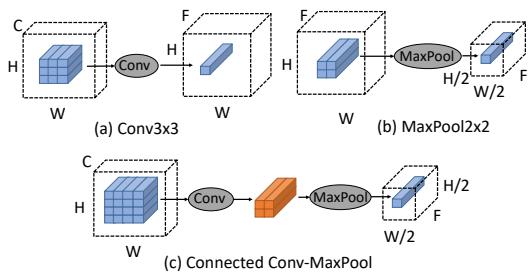 C
H
W
Conv
F
H
W
(a) Conv3x3
F
H
W
MaxPool
H/2
W/2
F
(b) MaxPool2x2
C
H
W
Conv
MaxPool
H/2
F
W/2
(c) Connected Conv-MaxPool